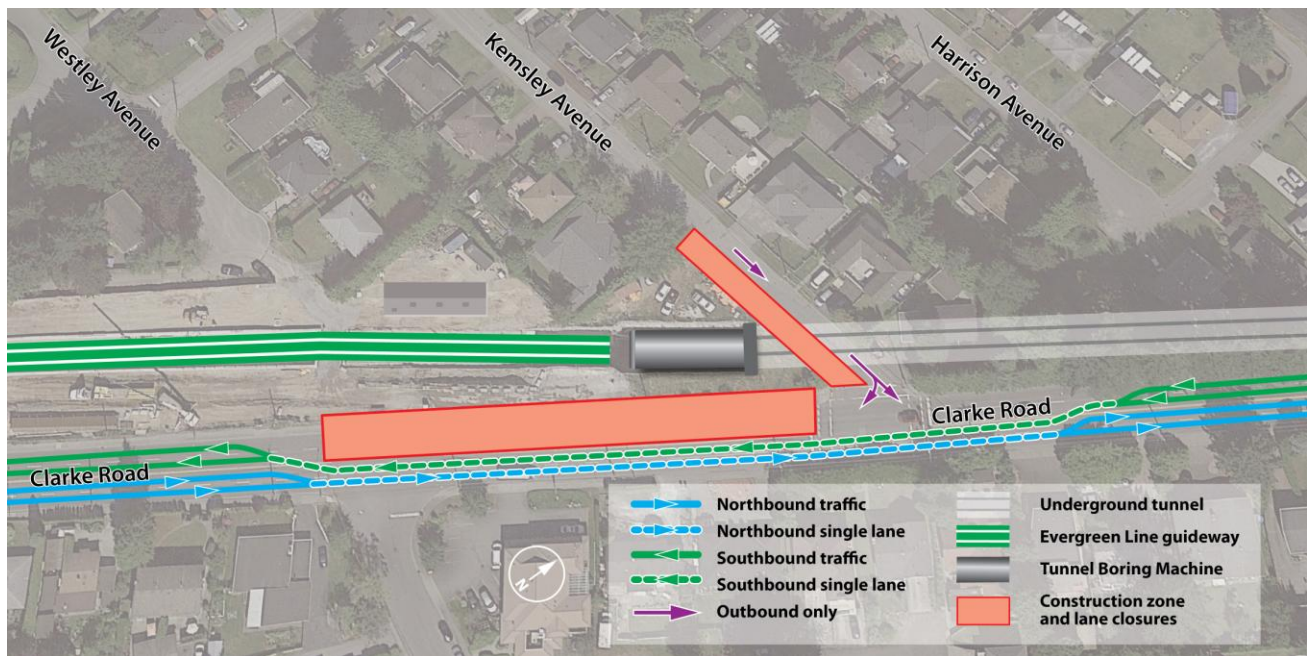 Westley Avenue
Kemsley Avenue
Harrison Avenue
Clarke Road
Clarke Road
N
Northbound traffic
Northbound single lane
Southbound traffic
Southbound single lane
Outbound only
Underground tunnel
Evergreen Line guideway
Tunnel Boring Machine
Construction zone
and lane closures